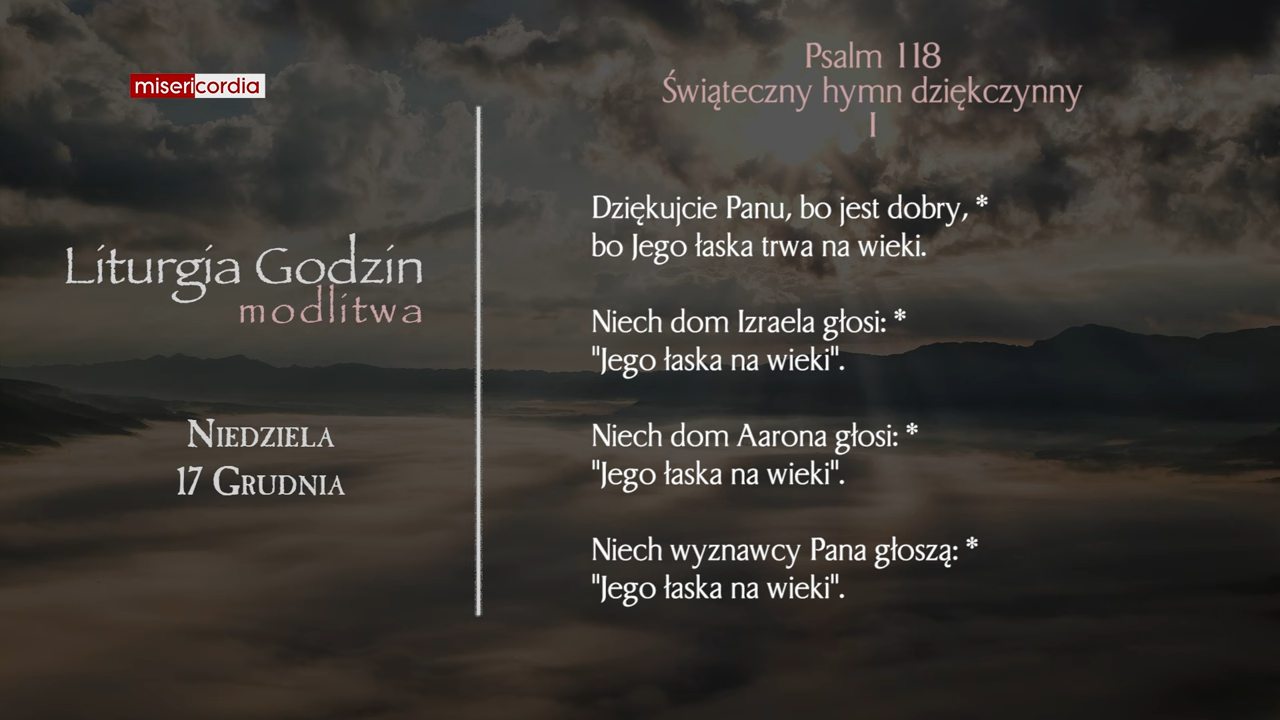 misericordia
Liturgia Godzin
modlitwa
Niedziela
17 Grudnia
Psalm 118
Świąteczny hymn dziękczynny
I
Dziękujcie Panu, bo jest dobry, *
bo Jego łaska trwa na wieki.
Niech dom Izraela głosi: *
"Jego łaska na wieki".
Niech dom Aarona głosi: *
"Jego łaska na wieki".
Niech wyznawcy Pana głoszą: *
"Jego łaska na wieki".